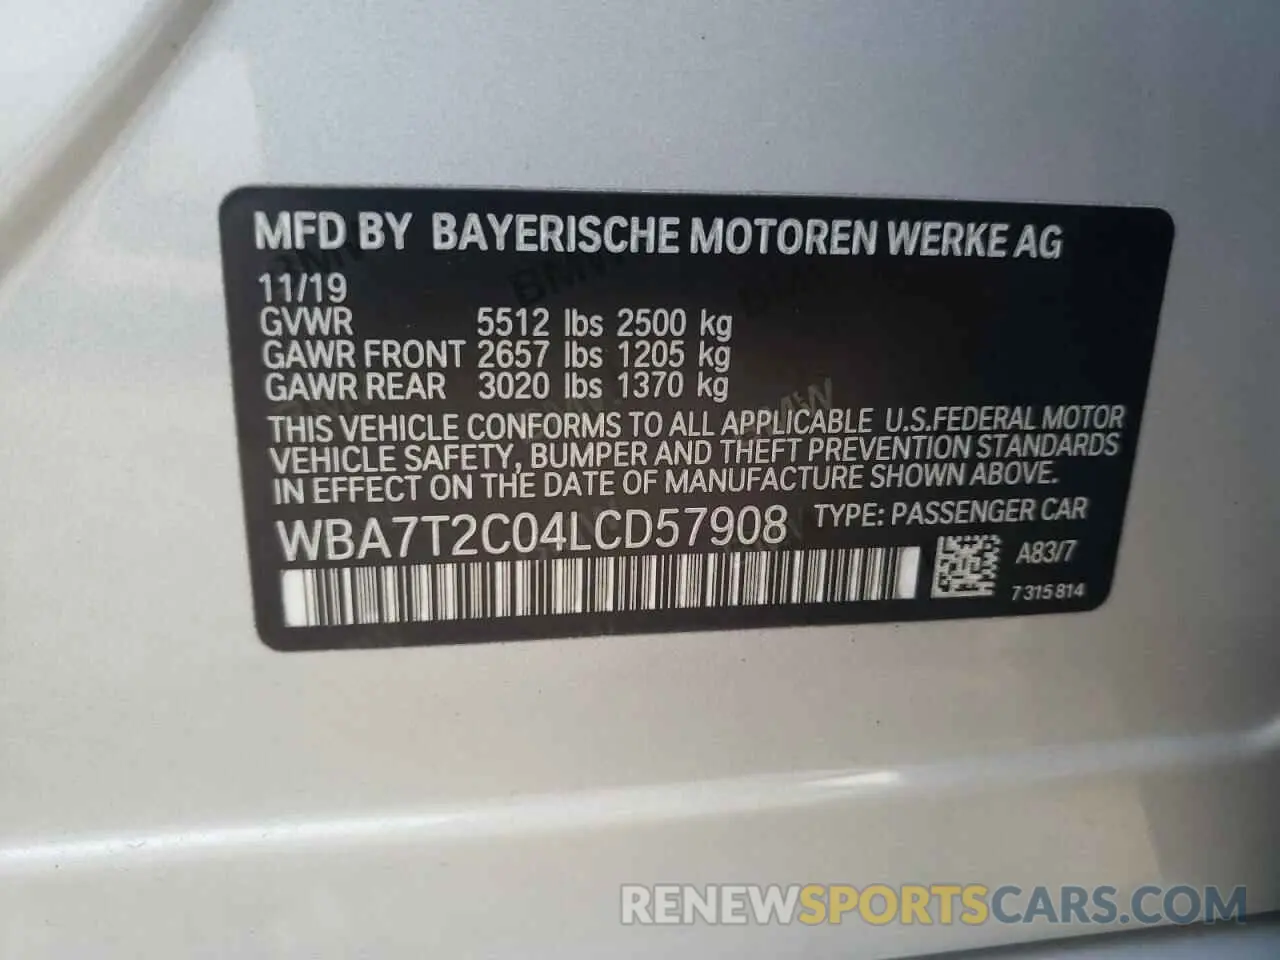 MFD BY BAYERISCHE MOTOREN WERKE AG
11/19
GVWR 5512 lbs 2500 kg
GAWR FRONT 2657 lbs 1205 kg
GAWR REAR 3020 lbs 1370 kg
THIS VEHICLE CONFORMS TO ALL APPLICABLE U.S.FEDERAL MOTOR
VEHICLE SAFETY, BUMPER AND THEFT PREVENTION STANDARDS
IN EFFECT ON THE DATE OF MANUFACTURE SHOWN ABOVE.
WBA7T2C04LCD57908 TYPE: PASSENGER CAR
A83/7
7 315 814
RENEWSPORTSCARS.COM